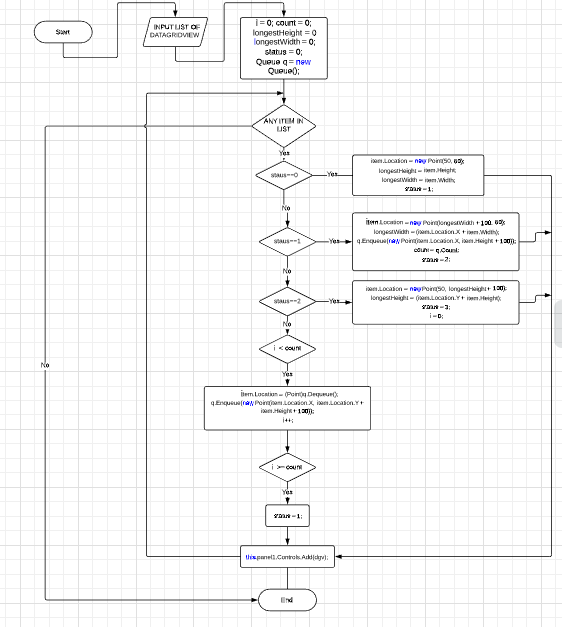 Start
INPUT LIST OF
DATAGRIDVIEW
i = 0; count = 0;
longestHeight = 0
longestWidth = 0;
status = 0;
Queue q = new
Queue();
ANY ITEM IN
LIST
Yes
staus==0
Yes
item.Location = new Point(50, 60);
longestHeight = item.Height;
longestWidth = item.Width;
status = 1;
No
staus==1
Yes
item.Location = new Point(longestWidth + 100, 60);
longestWidth = (item.Location.X + item.Width);
q.Enqueue(new Point(item.Location.X, item.Height + 100));
count = q.Count;
status = 2;
No
staus==2
Yes
item.Location = new Point(50, longestHeight + 100);
longestHeight = (item.Location.Y + item.Height);
status = 3;
i = 0;
No
i < count
No
Yes
item.Location = (Point)q.Dequeue();
q.Enqueue(new Point(item.Location.X, item.Location.Y +
item.Height + 100));
i++;
i >= count
Yes
status = 1;
this.panel1.Controls.Add(dgv);
End